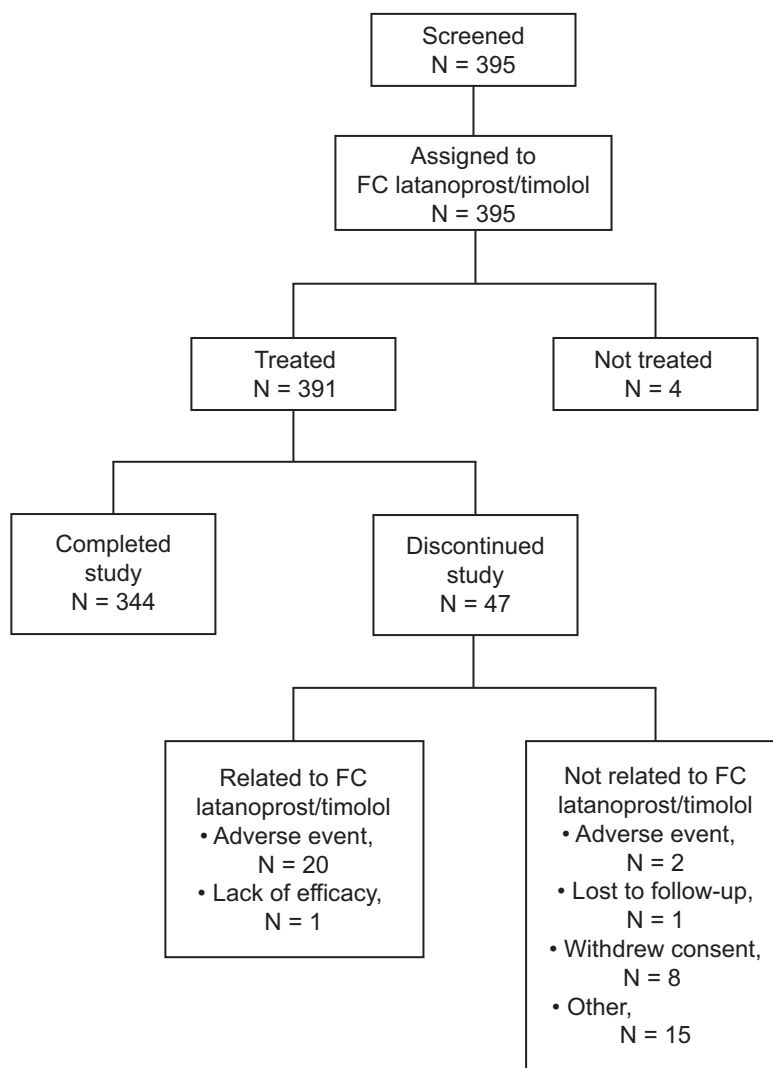 Screened
N = 395
Assigned to
FC latanoprost/timolol
N = 395
Treated
N = 391
Not treated
N = 4
Completed
study
N = 344
Discontinued
study
N = 47
Related to FC
latanoprost/timolol
• Adverse event,
N = 20
• Lack of efficacy,
N = 1
Not related to FC
latanoprost/timolol
• Adverse event,
N = 2
• Lost to follow-up,
N = 1
• Withdrew consent,
N = 8
• Other,
N = 15